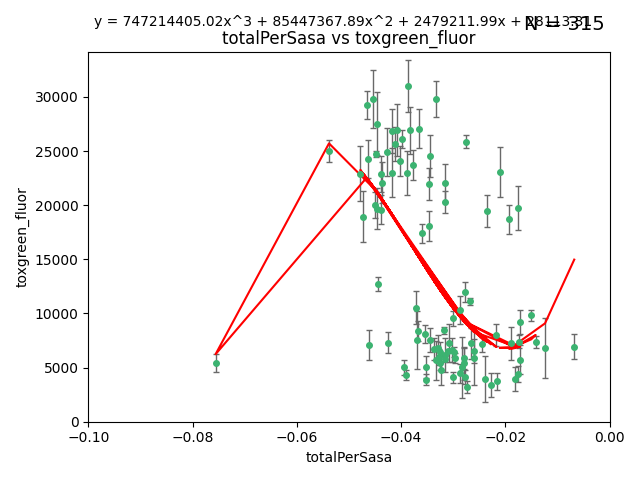 y = 747214405.02x^3 + 85447367.89x^2 + 2479211.99x +
N = 315
totalPerSasa vs toxgreen_fluor
30000
25000
20000
15000
10000
5000
0
toxgreen_fluor
−0.10 −0.08 −0.06 −0.04 −0.02 0.00
totalPerSasa